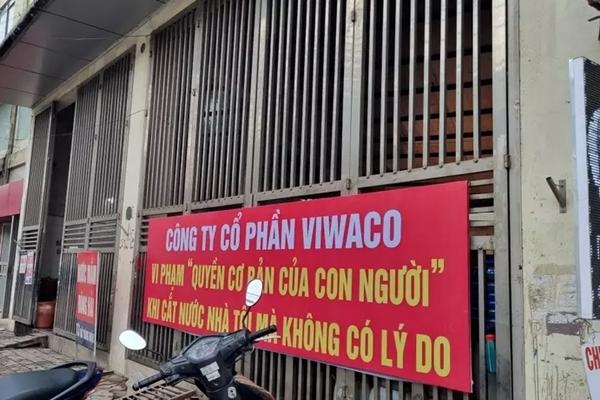 CÔNG TY CỔ PHẦN VIWACO
VI PHẠM "QUYỀN CƠ BẢN CỦA CON NGƯỜI"
KHI CẮT NƯỚC NHÀ TÔI MÀ KHÔNG CÓ LÝ DO